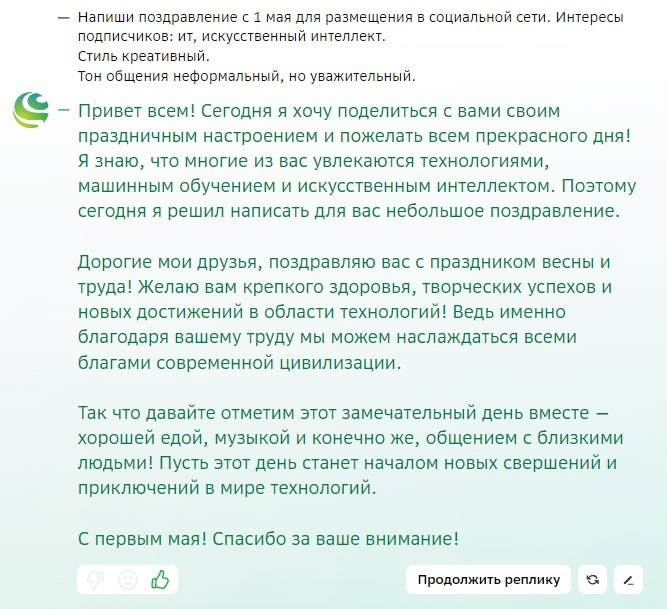 — Напиши поздравление с 1 мая для размещения в социальной сети. Интересы
подписчиков: ит, искусственный интеллект.
Стиль креативный.
Тон общения неформальный, но уважительный.
— Привет всем! Сегодня я хочу поделиться с вами своим
праздничным настроением и пожелать всем прекрасного дня!
Я знаю, что многие из вас увлекаются технологиями,
машинным обучением и искусственным интеллектом. Поэтому
сегодня я решил написать для вас небольшое поздравление.
Дорогие мои друзья, поздравляю вас с праздником весны и
труда! Желаю вам крепкого здоровья, творческих успехов и
новых достижений в области технологий! Ведь именно
благодаря вашему труду мы можем наслаждаться всеми
благами современной цивилизации.
Так что давайте отметим этот замечательный день вместе —
хорошей едой, музыкой и конечно же, общением с близкими
людьми! Пусть этот день станет началом новых свершений и
приключений в мире технологий.
С первым мая! Спасибо за ваше внимание!
Продолжить реплику